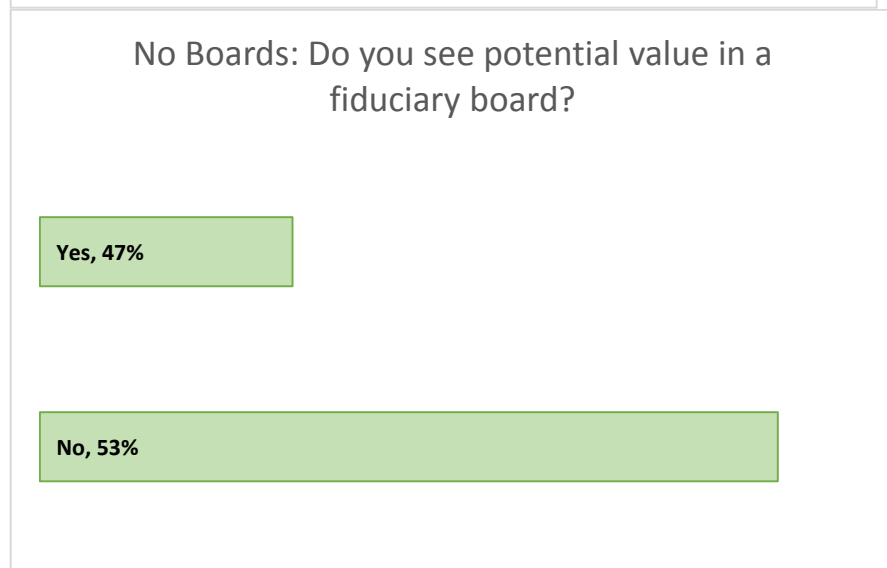 No Boards: Do you see potential value in a
fiduciary board?
Yes, 47%
No, 53%